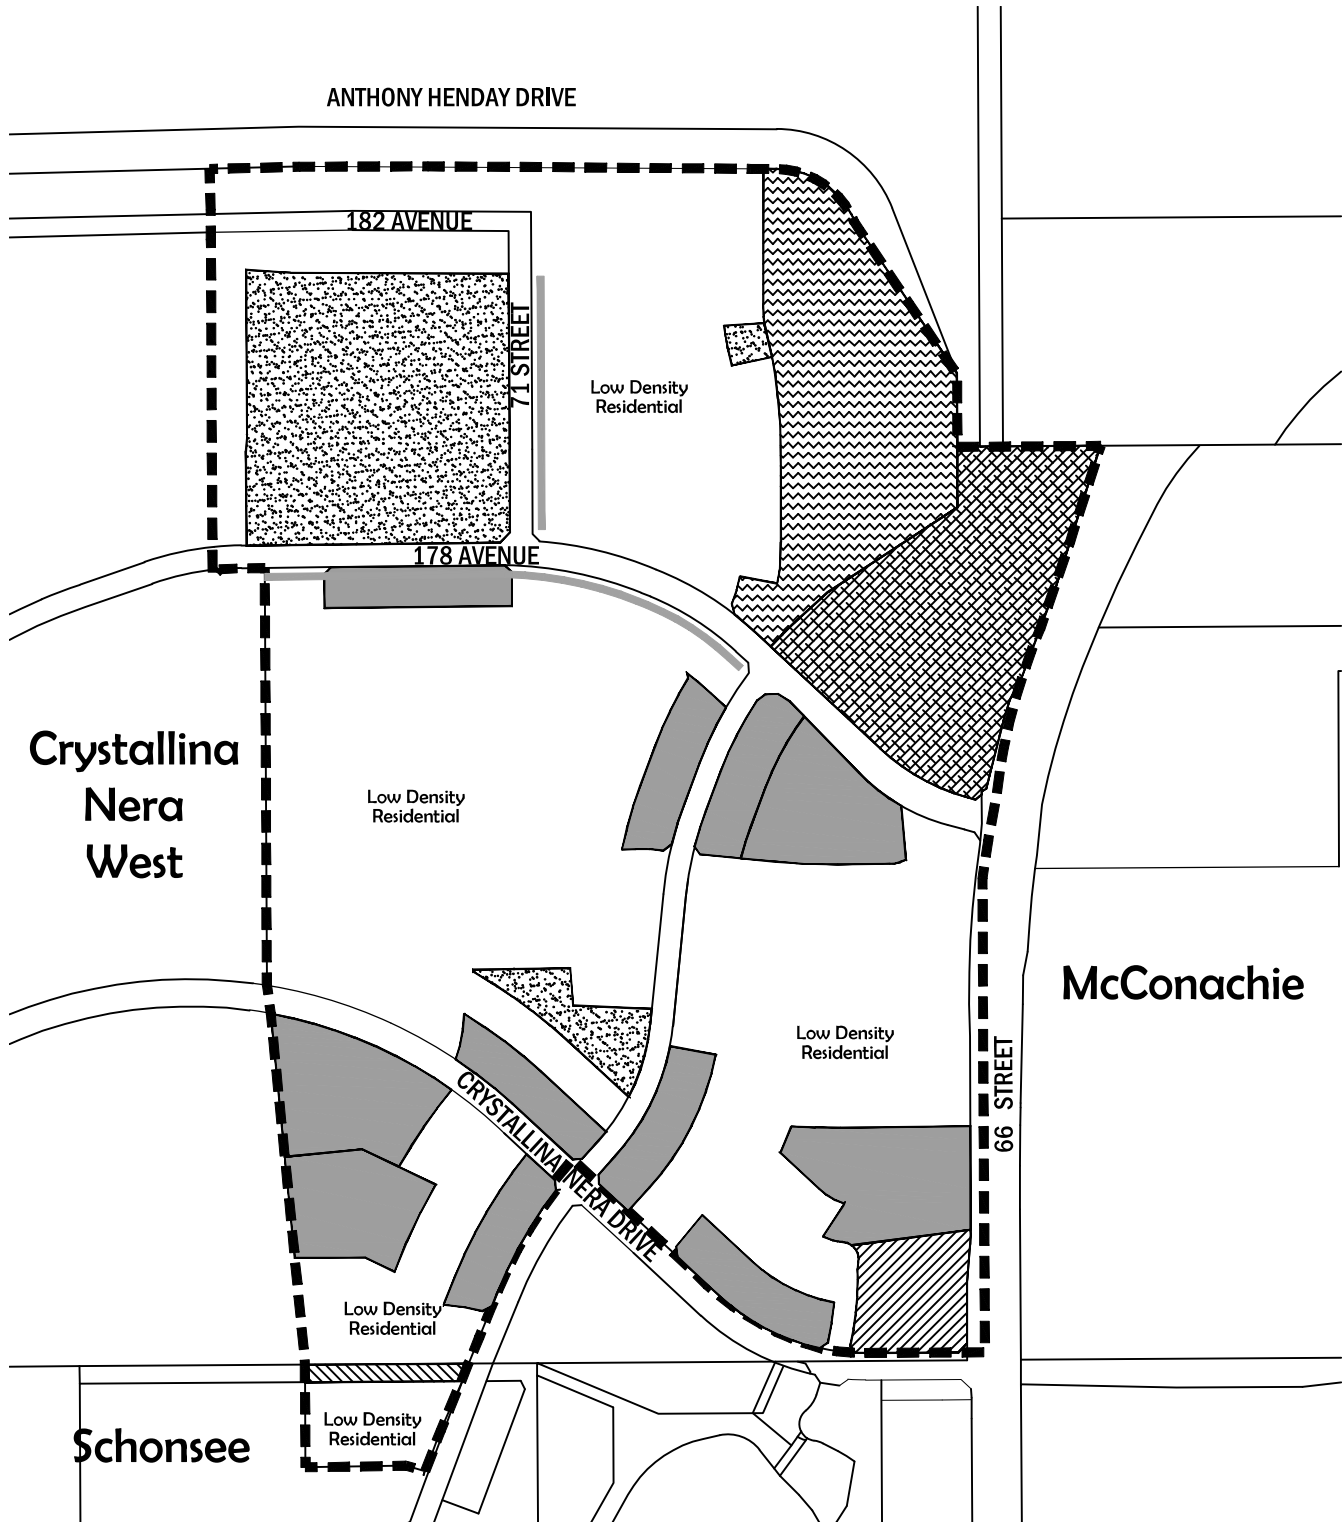 ANTHONY HENDAY DRIVE
182 AVENUE
71 STREET
Low Density
Residential
178 AVENUE
Crystallina
Nera
West
Low Density
Residential
McConachie
Low Density
Residential
66 STREET
CRYSTALLINA NERA DRIVE
Low Density
Residential
Schonsee
Low Density
Residential